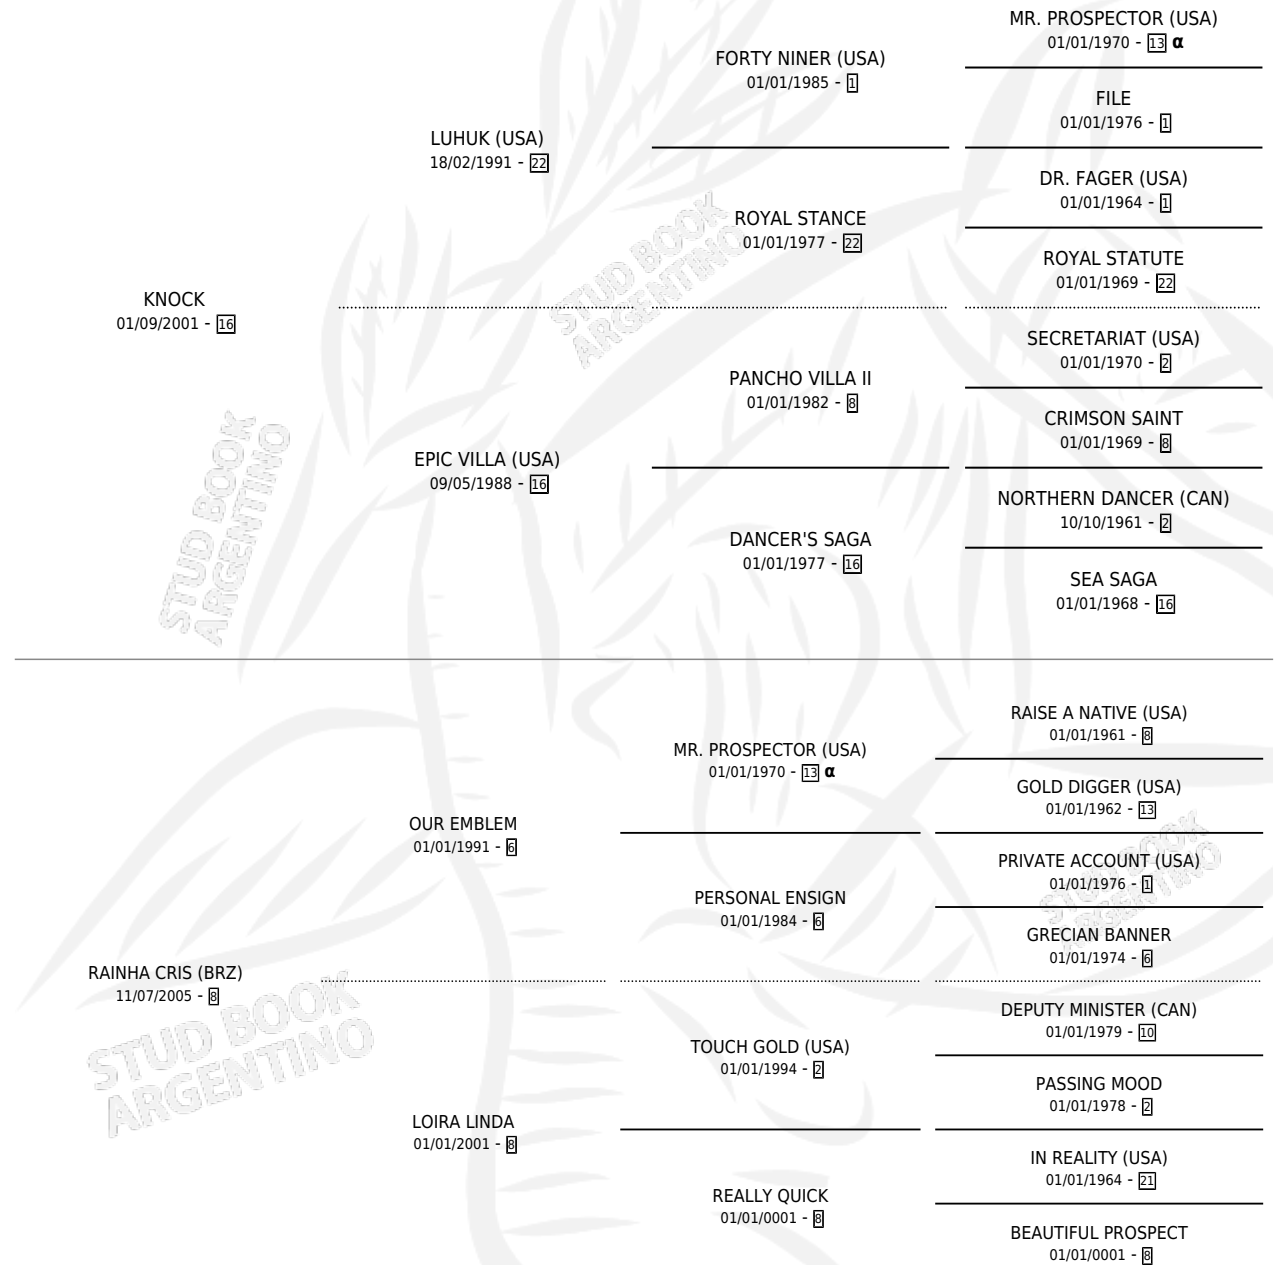 MR. PROSPECTOR (USA)
01/01/1970 - 13 α
FORTY NINER (USA)
01/01/1985 - 1
FILE
01/01/1976 - 1
LUHUK (USA)
18/02/1991 - 22
DR. FAGER (USA)
01/01/1964 - 1
ROYAL STANCE
01/01/1977 - 22
ROYAL STATUTE
01/01/1969 - 22
KNOCK
01/09/2001 - 16
SECRETARIAT (USA)
01/01/1970 - 2
PANCHO VILLA II
01/01/1982 - 8
CRIMSON SAINT
01/01/1969 - 8
EPIC VILLA (USA)
09/05/1988 - 16
NORTHERN DANCER (CAN)
10/10/1961 - 2
DANCER'S SAGA
01/01/1977 - 16
SEA SAGA
01/01/1968 - 16
RAISE A NATIVE (USA)
01/01/1961 - 8
MR. PROSPECTOR (USA)
01/01/1970 - 13 α
GOLD DIGGER (USA)
01/01/1962 - 13
OUR EMBLEM
01/01/1991 - 6
PRIVATE ACCOUNT (USA)
01/01/1976 - 1
PERSONAL ENSIGN
01/01/1984 - 6
GRECIAN BANNER
01/01/1974 - 6
RAINHA CRIS (BRZ)
11/07/2005 - 8
DEPUTY MINISTER (CAN)
01/01/1979 - 10
TOUCH GOLD (USA)
01/01/1994 - 2
PASSING MOOD
01/01/1978 - 2
LOIRA LINDA
01/01/2001 - 8
IN REALITY (USA)
01/01/1964 - 21
REALLY QUICK
01/01/0001 - 8
BEAUTIFUL PROSPECT
01/01/0001 - 8
STUD BOOK
ARGENTINO
STUD BOOK
ARGENTINO
STUD BOOK
ARGENTINO
STUD BOOK
ARGENTINO